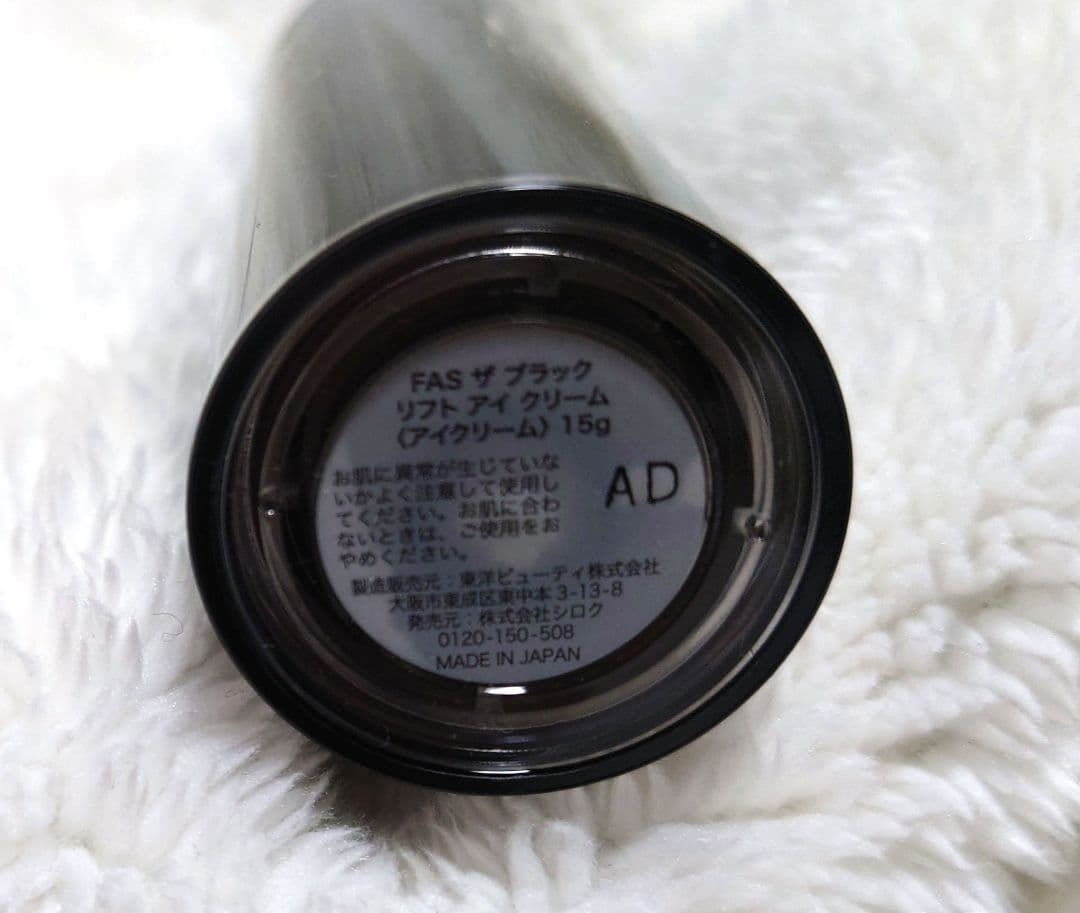 FAS ザ ブラック
リフト アイ クリーム
〈アイクリーム〉 15g
お肌に異常が生じていな
いかよく注意して使用し
てください。お肌に合わ
ないときは、ご使用をお
やめください。
AD
製造販売元：東洋ビューティ株式会社
大阪市東成区東中本3-13-8
発売元：株式会社シロク
0120-150-508
MADE IN JAPAN